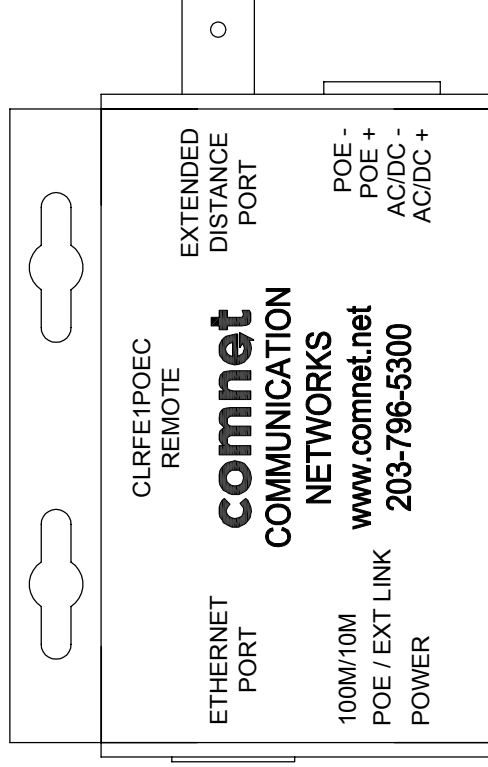 CLRFE1POEC
REMOTE
ETHERNET
PORT
comnet
COMMUNICATION
NETWORKS
www.comnet.net
203-796-5300
EXTENDED
DISTANCE
PORT
100M/10M
POE / EXT LINK
POWER
POE -
POE +
AC/DC -
AC/DC +